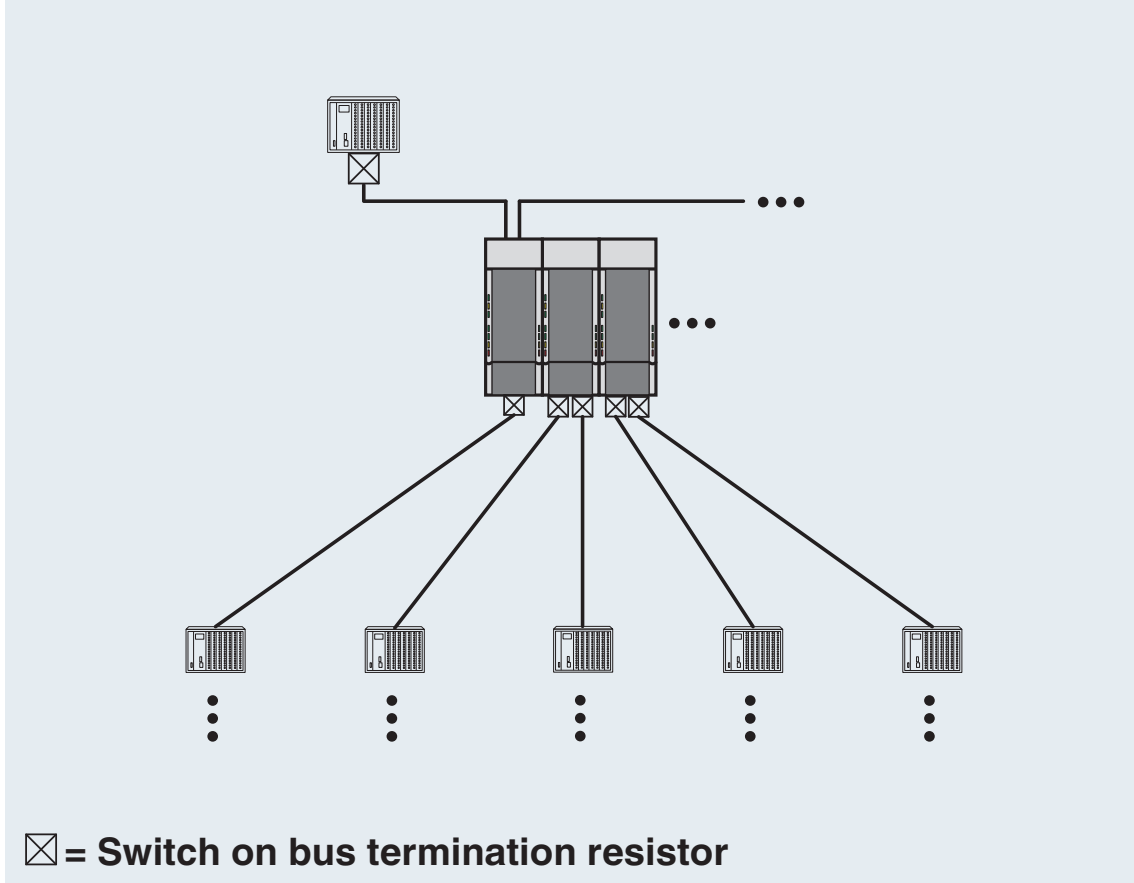 = Switch on bus termination resistor